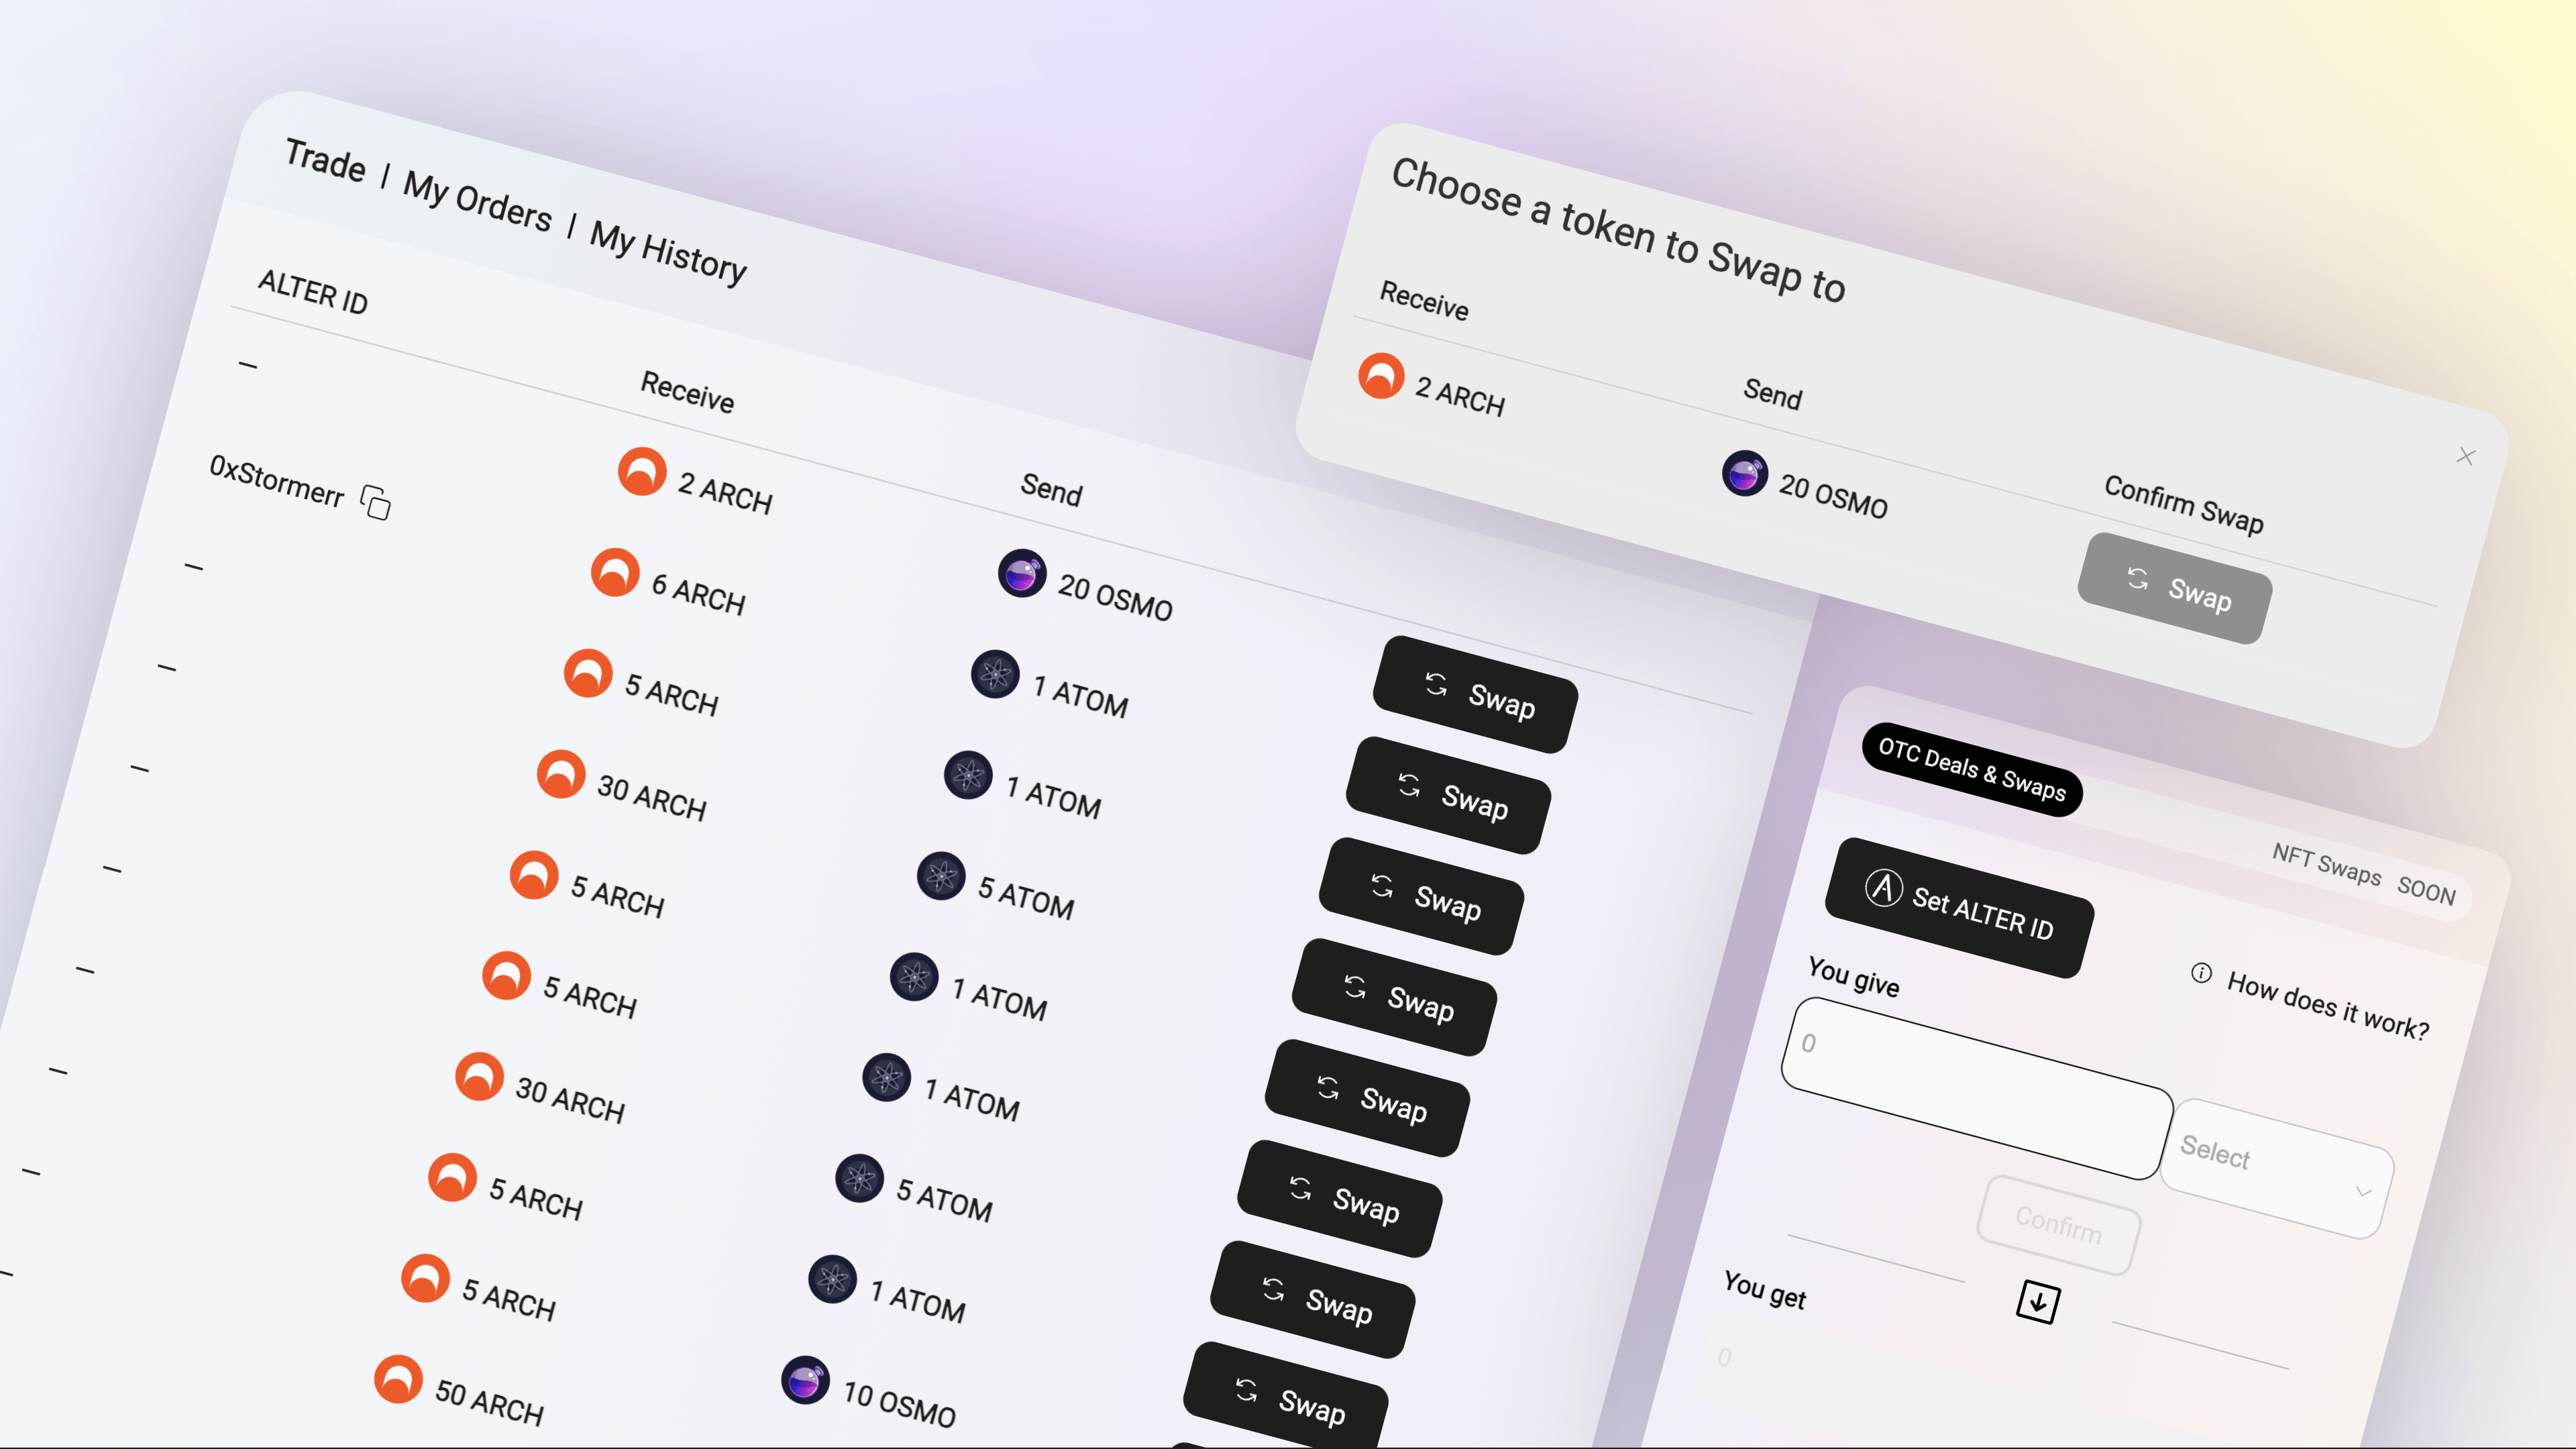 Trade | My Orders | My History
ALTER ID Receive Send
– 2 ARCH 20 OSMO Swap
0xStormerr 6 ARCH 1 ATOM Swap
– 5 ARCH 1 ATOM Swap
– 30 ARCH 5 ATOM Swap
– 5 ARCH 1 ATOM Swap
– 5 ARCH 1 ATOM Swap
– 30 ARCH 5 ATOM Swap
– 5 ARCH 1 ATOM Swap
– 5 ARCH 10 OSMO
– 50 ARCH
Choose a token to Swap to
Receive Send Confirm Swap
2 ARCH 20 OSMO Swap
OTC Deals & Swaps NFT Swaps SOON
Set ALTER ID How does it work?
You give
0 Select
Confirm
You get
0